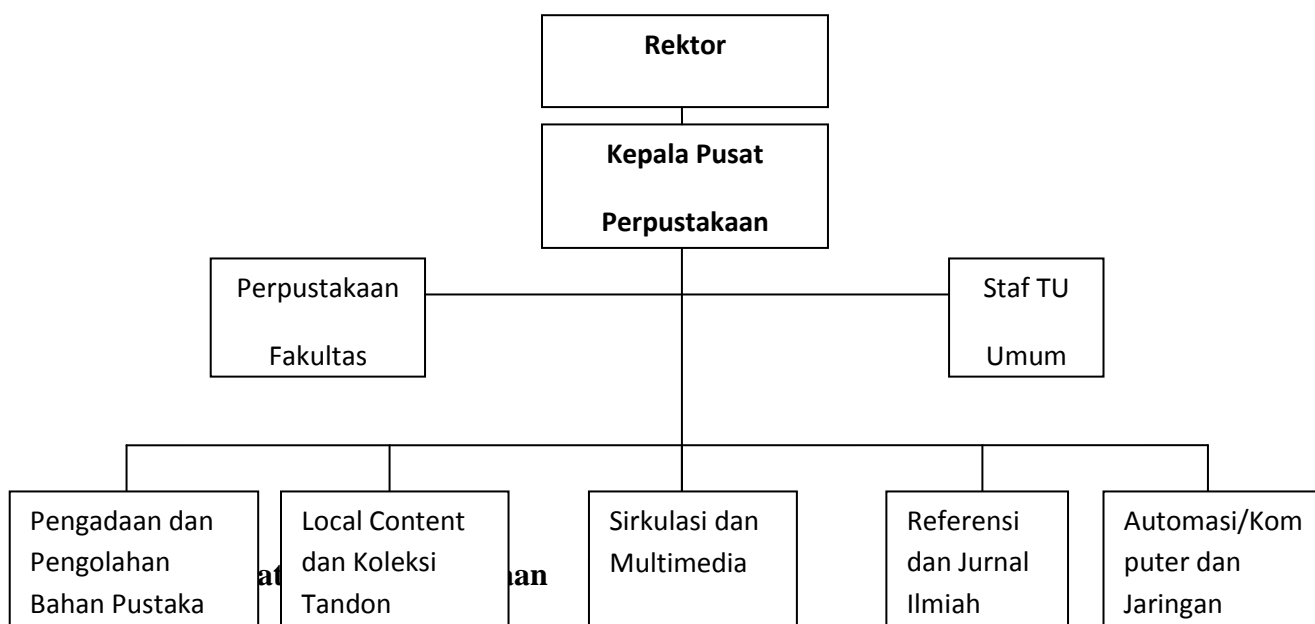 Rektor
Kepala Pusat
Perpustakaan
Perpustakaan
Fakultas
Staf TU
Umum
Pengadaan dan
Pengolahan
Bahan Pustaka
Local Content
dan Koleksi
Tandon
Sirkulasi dan
Multimedia
Referensi
dan Jurnal
Ilmiah
Automasi/Kom
puter dan
Jaringan